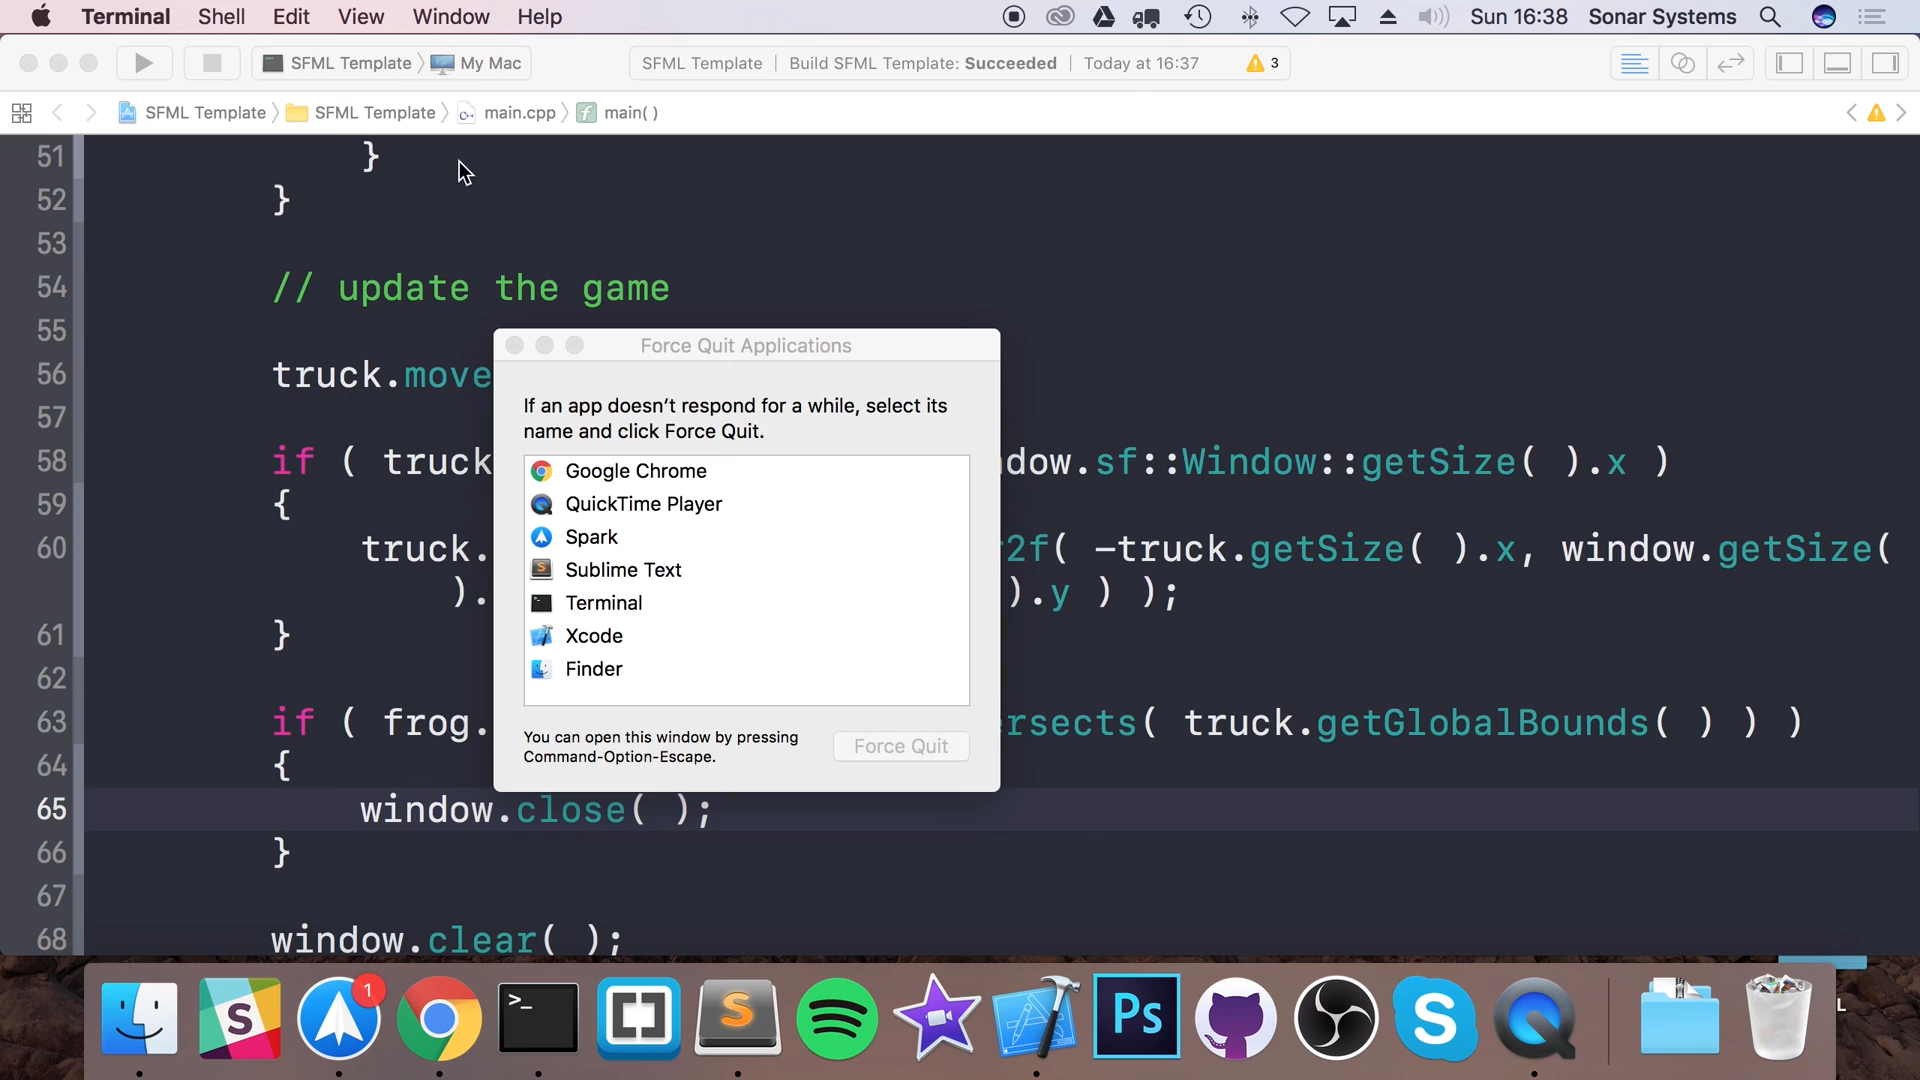 Terminal Shell Edit View Window Help Sun 16:38 Sonar Systems
SFML Template My Mac SFML Template | Build SFML Template: Succeeded | Today at 16:37 3
SFML Template SFML Template main.cpp main( )
51 }
52 }
53
54 // update the game
55
56 truck.move
57
58 if ( truck dow.sf::Window::getSize( ).x )
59 {
60 truck. 2f( -truck.getSize( ).x, window.getSize(
). ).y ) );
61 }
62
63 if ( frog. ersects( truck.getGlobalBounds( ) ) )
64 {
65 window.close( );
66 }
67
68 window.clear( );
Force Quit Applications
If an app doesn’t respond for a while, select its
name and click Force Quit.
Google Chrome
QuickTime Player
Spark
Sublime Text
Terminal
Xcode
Finder
You can open this window by pressing
Command-Option-Escape.
Force Quit
S 1 >_ S Ps S L